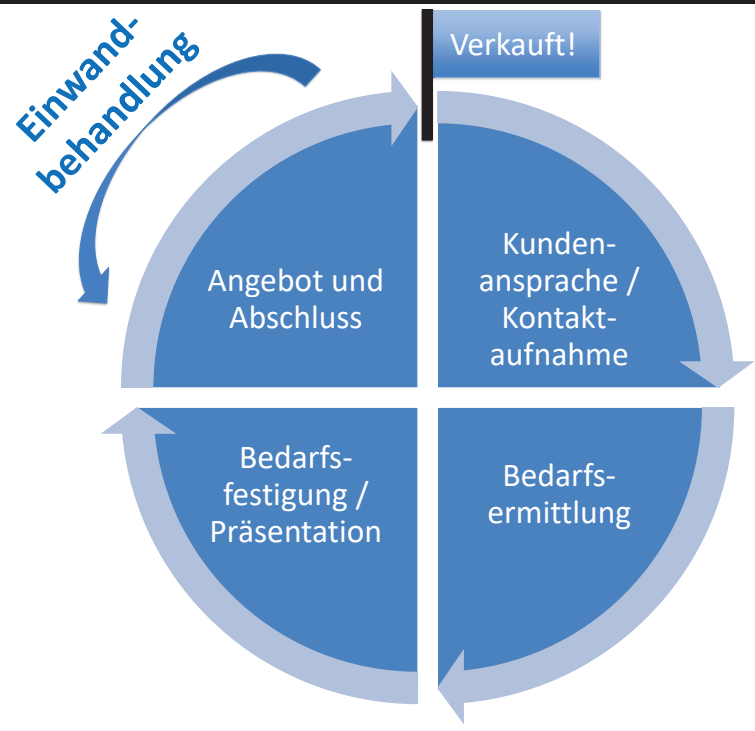 Einwand-
behandlung
Verkauft!
Kunden-
ansprache /
Kontakt-
aufnahme
Angebot und
Abschluss
Bedarfs-
festigung /
Präsentation
Bedarfs-
ermittlung